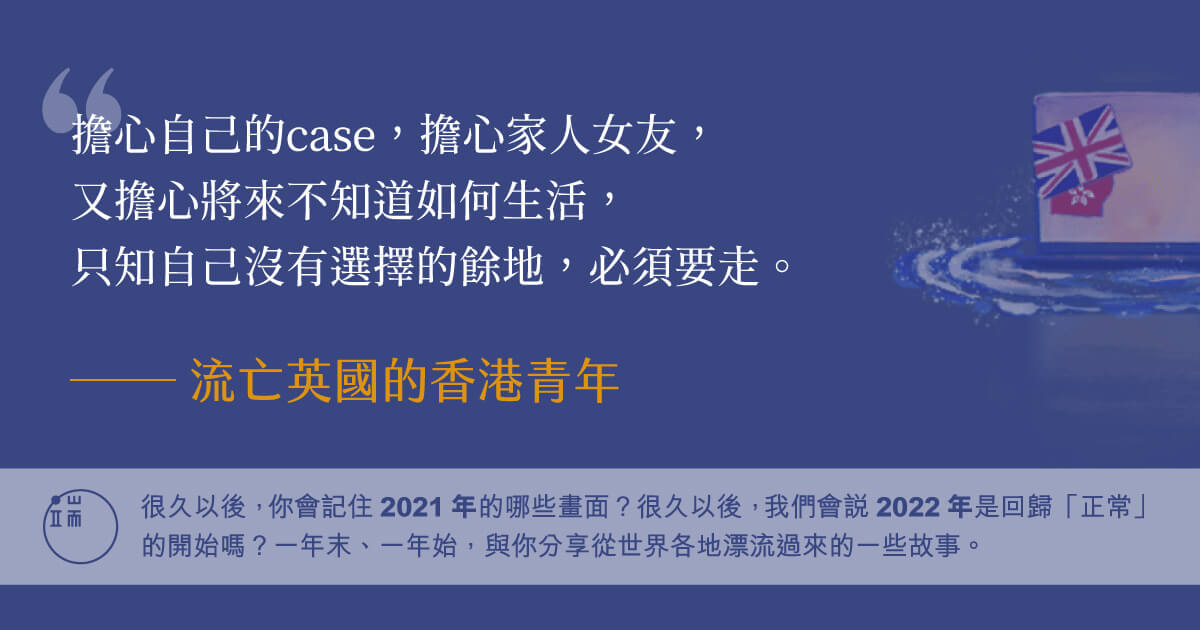 擔心自己的case，擔心家人女友，
又擔心將來不知道如何生活，
只知自己沒有選擇的餘地，必須要走。
—— 流亡英國的香港青年
端
很久以後，你會記住 2021 年的哪些畫面？很久以後，我們會説 2022 年是回歸「正常」
的開始嗎？一年末、一年始，與你分享從世界各地漂流過來的一些故事。